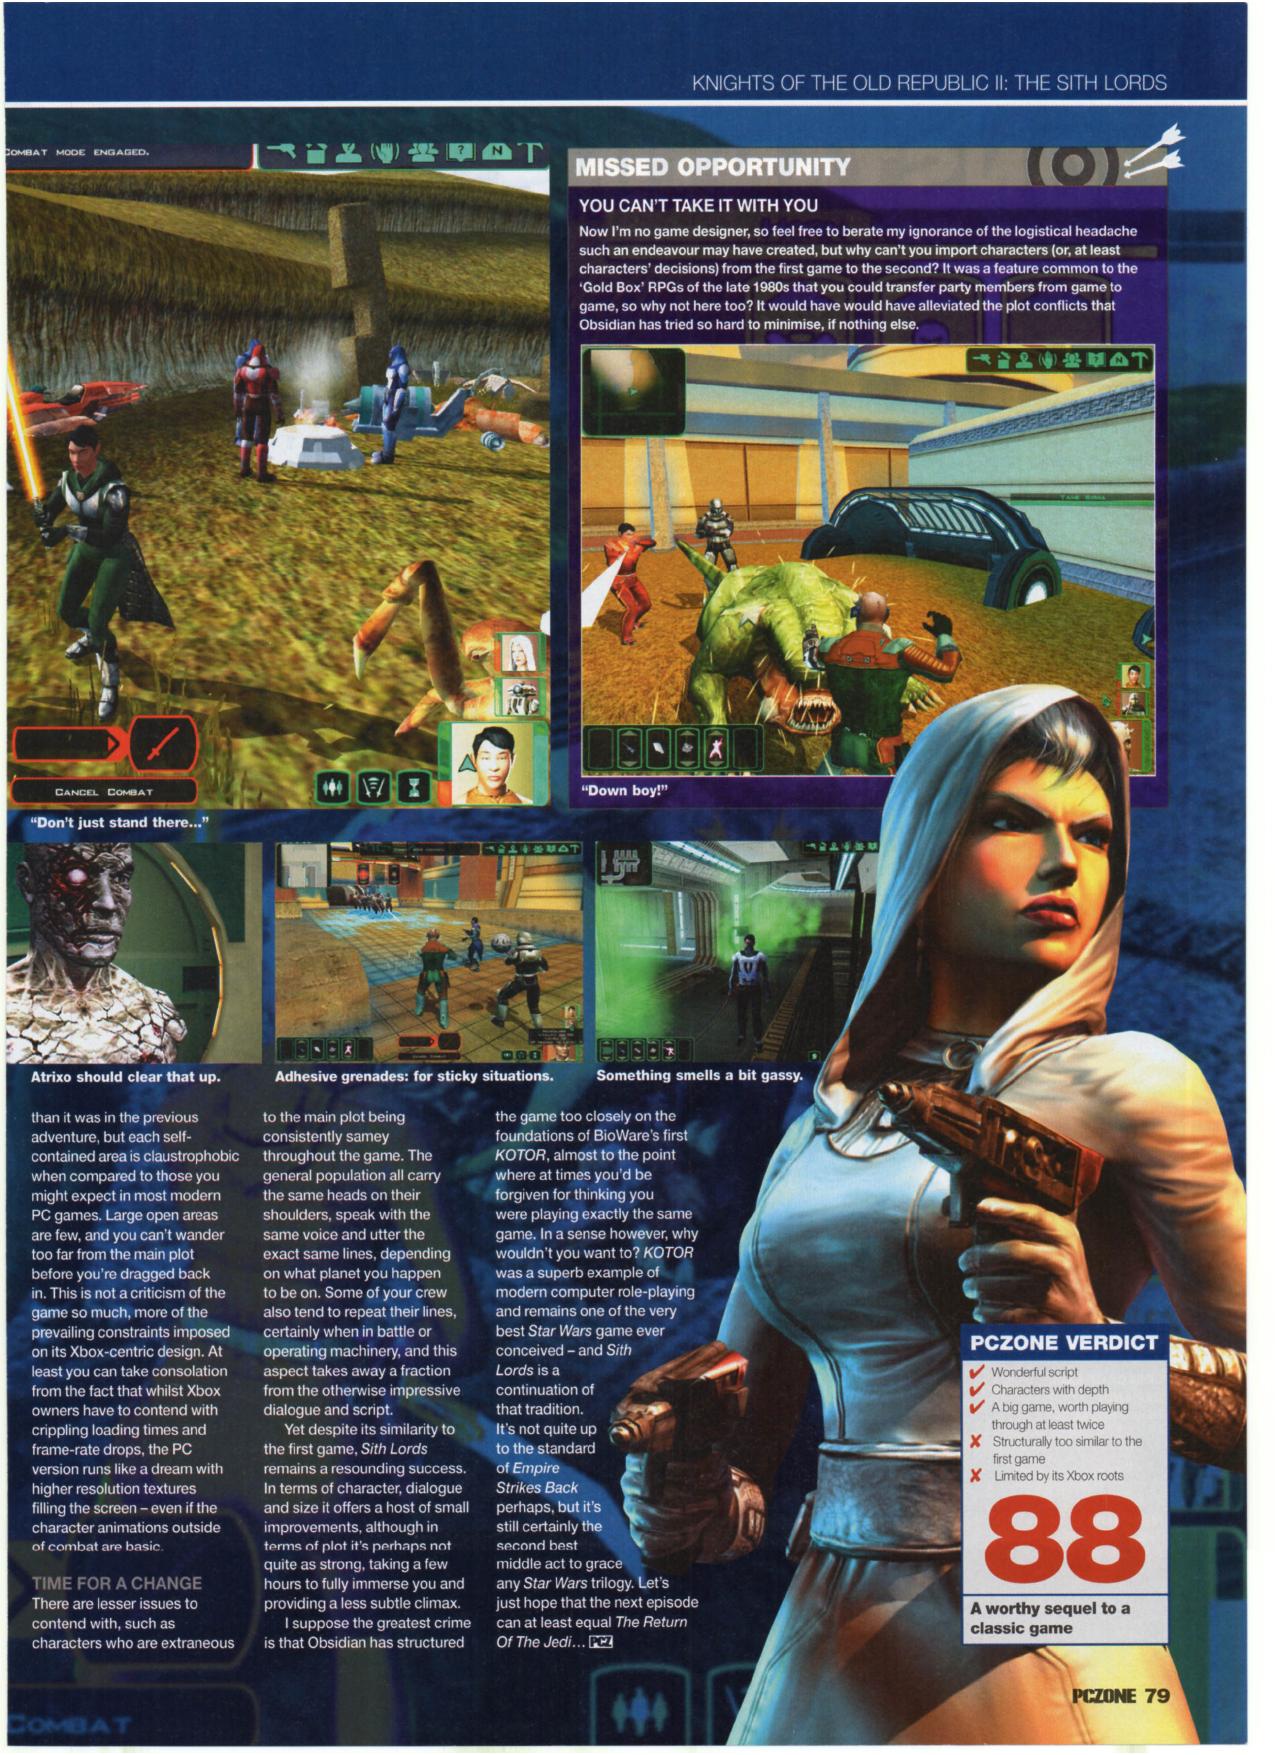 KNIGHTS OF THE OLD REPUBLIC II: THE SITH LORDS
COMBAT MODE ENGAGED.
N
CANCEL COMBAT
"Don't just stand there..."
MISSED OPPORTUNITY
YOU CAN'T TAKE IT WITH YOU
Now I'm no game designer, so feel free to berate my ignorance of the logistical headache
such an endeavour may have created, but why can't you import characters (or, at least
characters' decisions) from the first game to the second? It was a feature common to the
'Gold Box' RPGs of the late 1980s that you could transfer party members from game to
game, so why not here too? It would have would have alleviated the plot conflicts that
Obsidian has tried so hard to minimise, if nothing else.
"Down boy!"
Atrixo should clear that up.
Adhesive grenades: for sticky situations.
Something smells a bit gassy.
than it was in the previous
adventure, but each self-
contained area is claustrophobic
when compared to those you
might expect in most modern
PC games. Large open areas
are few, and you can't wander
too far from the main plot
before you're dragged back
in. This is not a criticism of the
game so much, more of the
prevailing constraints imposed
on its Xbox-centric design. At
least you can take consolation
from the fact that whilst Xbox
owners have to contend with
crippling loading times and
frame-rate drops, the PC
version runs like a dream with
higher resolution textures
filling the screen – even if the
character animations outside
of combat are basic.
TIME FOR A CHANGE
There are lesser issues to
contend with, such as
characters who are extraneous
to the main plot being
consistently samey
throughout the game. The
general population all carry
the same heads on their
shoulders, speak with the
same voice and utter the
exact same lines, depending
on what planet you happen
to be on. Some of your crew
also tend to repeat their lines,
certainly when in battle or
operating machinery, and this
aspect takes away a fraction
from the otherwise impressive
dialogue and script.
Yet despite its similarity to
the first game, Sith Lords
remains a resounding success.
In terms of character, dialogue
and size it offers a host of small
improvements, although in
terms of plot it's perhaps not
quite as strong, taking a few
hours to fully immerse you and
providing a less subtle climax.
I suppose the greatest crime
is that Obsidian has structured
the game too closely on the
foundations of BioWare's first
KOTOR, almost to the point
where at times you'd be
forgiven for thinking you
were playing exactly the same
game. In a sense however, why
wouldn't you want to? KOTOR
was a superb example of
modern computer role-playing
and remains one of the very
best Star Wars game ever
conceived – and Sith
Lords is a
continuation of
that tradition.
It's not quite up
to the standard
of Empire
Strikes Back
perhaps, but it's
still certainly the
second best
middle act to grace
any Star Wars trilogy. Let's
just hope that the next episode
can at least equal The Return
Of The Jedi... PCZ
PCZONE VERDICT
✔ Wonderful script
✔ Characters with depth
✔ A big game, worth playing
through at least twice
✘ Structurally too similar to the
first game
✘ Limited by its Xbox roots
88
A worthy sequel to a
classic game
COMBAT
PCZONE 79